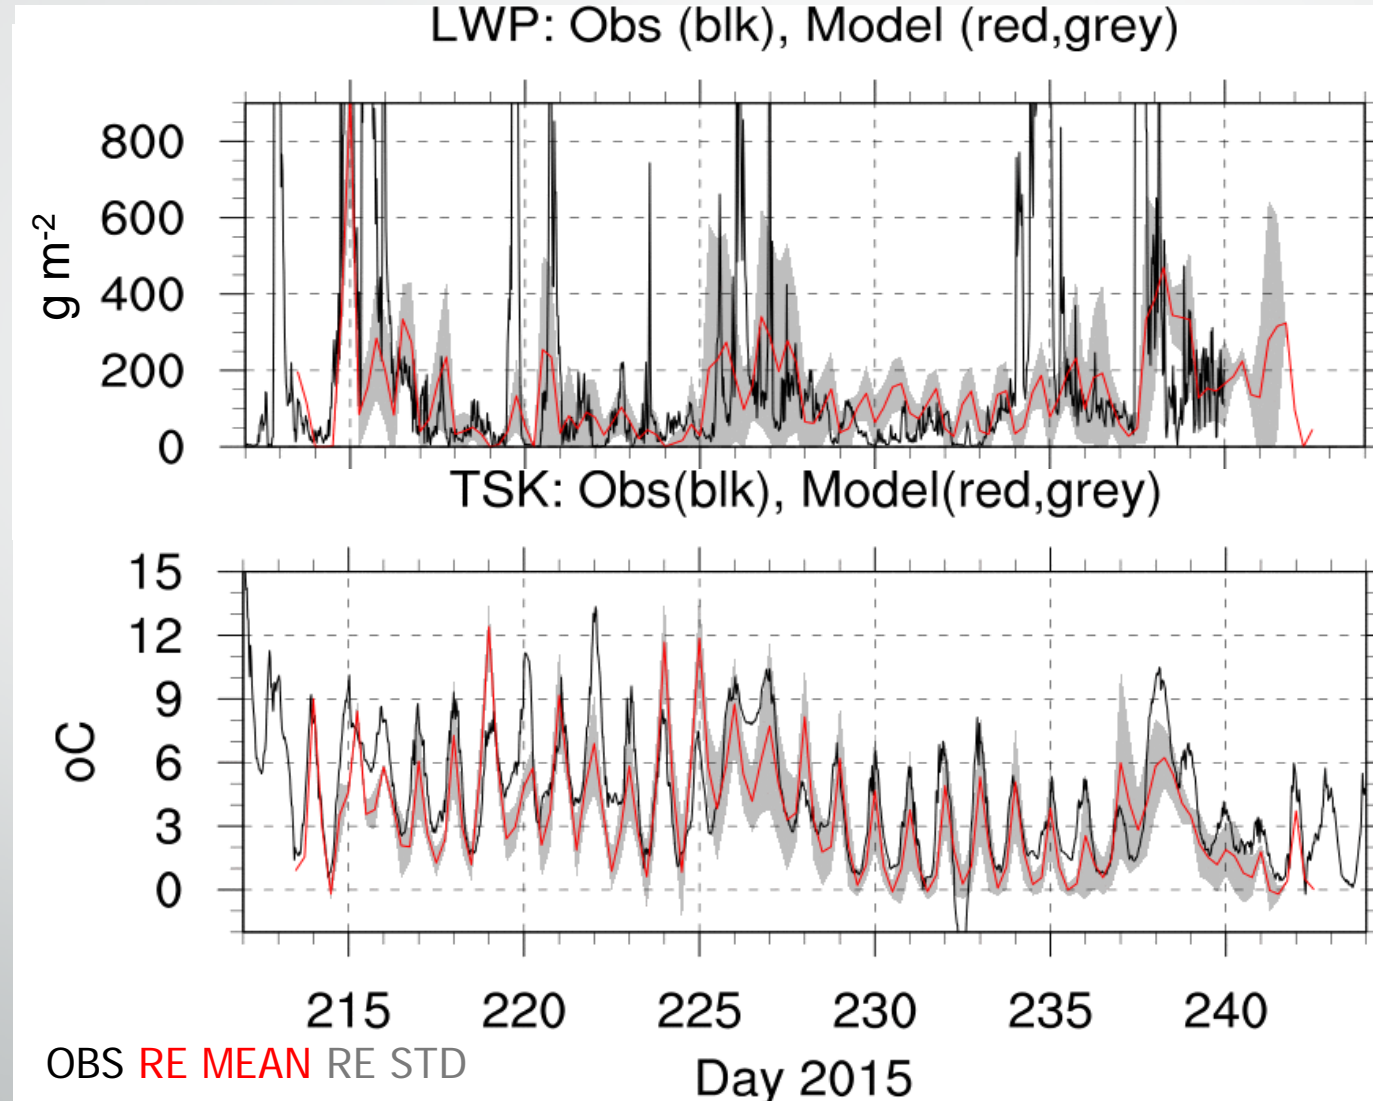 LWP: Obs (blk), Model (red,grey)
800
600
400
200
0
g m-2
TSK: Obs(blk), Model(red,grey)
15
12
9
6
3
0
oC
215 220 225 230 235 240
Day 2015
OBS RE MEAN RE STD